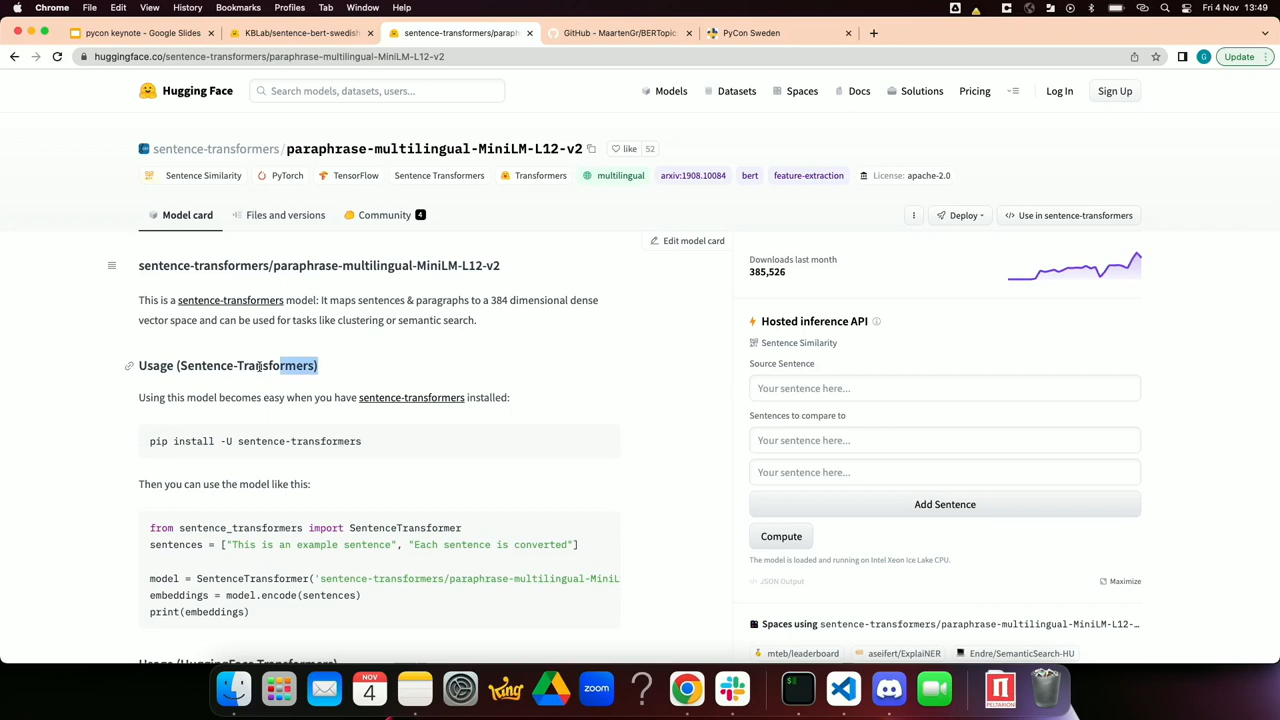 Chrome File Edit View History Bookmarks Profiles Tab Window Help Fri 4 Nov 13:49
pycon keynote - Google Slides
KBLab/sentence-bert-swedish
sentence-transformers/paraph
GitHub - MaartenGr/BERTopic
PyCon Sweden
huggingface.co/sentence-transformers/paraphrase-multilingual-MiniLM-L12-v2
G Update
Hugging Face
Search models, datasets, users...
Models Datasets Spaces Docs Solutions Pricing Log In Sign Up
sentence-transformers/paraphrase-multilingual-MiniLM-L12-v2 like 52
Sentence Similarity PyTorch TensorFlow Sentence Transformers Transformers multilingual arxiv:1908.10084 bert feature-extraction License: apache-2.0
Model card Files and versions Community 4
Deploy Use in sentence-transformers
Edit model card
sentence-transformers/paraphrase-multilingual-MiniLM-L12-v2
This is a sentence-transformers model: It maps sentences & paragraphs to a 384 dimensional dense
vector space and can be used for tasks like clustering or semantic search.
Usage (Sentence-Transformers)
Using this model becomes easy when you have sentence-transformers installed:
pip install -U sentence-transformers
Then you can use the model like this:
from sentence_transformers import SentenceTransformer
sentences = ["This is an example sentence", "Each sentence is converted"]
model = SentenceTransformer('sentence-transformers/paraphrase-multilingual-MiniL
embeddings = model.encode(sentences)
print(embeddings)
Usage (HuggingFace Transformers)
Downloads last month
385,526
Hosted inference API
Sentence Similarity
Source Sentence
Your sentence here...
Sentences to compare to
Your sentence here...
Your sentence here...
Add Sentence
Compute
The model is loaded and running on Intel Xeon Ice Lake CPU.
JSON Output Maximize
Spaces using sentence-transformers/paraphrase-multilingual-MiniLM-L12-…
mteb/leaderboard aseifert/ExplaiNER Endre/SemanticSearch-HU
NOV
4
King
zoom
?
$
PELTARION